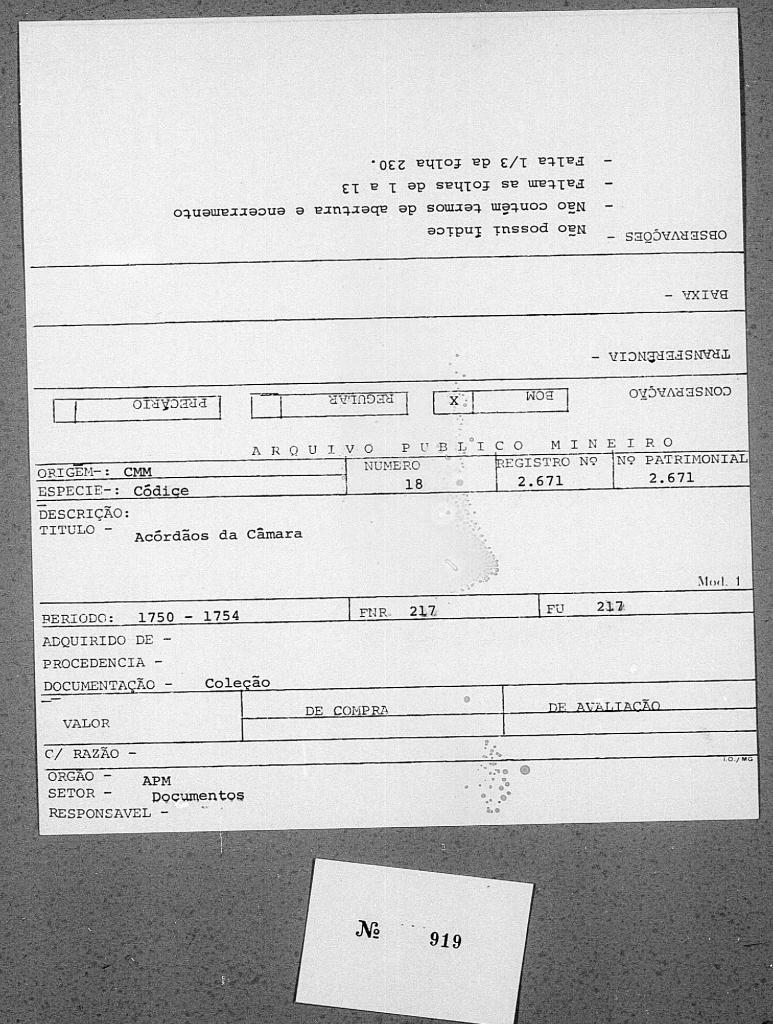 OBSERVAÇÕES - Não possui Índice
- Não contém termos de abertura e encerramento
- Faltam as folhas de 1 a 13
- Falta 1/3 da folha 230.
BAIXA -
TRANSFERÊNCIA -
CONSERVAÇÃO BOM X REGULAR PRECÁRIO
ARQUIVO PUBLICO MINEIRO
ORIGEM-: CMM NUMERO REGISTRO Nº Nº PATRIMONIAL
ESPECIE-: Códice 18 2.671 2.671
DESCRIÇÃO:
TITULO - Acórdãos da Câmara
Mod. 1
PERIODO: 1750 - 1754 FNR 217 FU 217
ADQUIRIDO DE -
PROCEDENCIA -
DOCUMENTAÇÃO - Coleção
VALOR DE COMPRA DE AVALIAÇÃO
C/ RAZÃO -
I.O./MG
ORGÃO - APM
SETOR - Documentos
RESPONSAVEL -
Nº 919